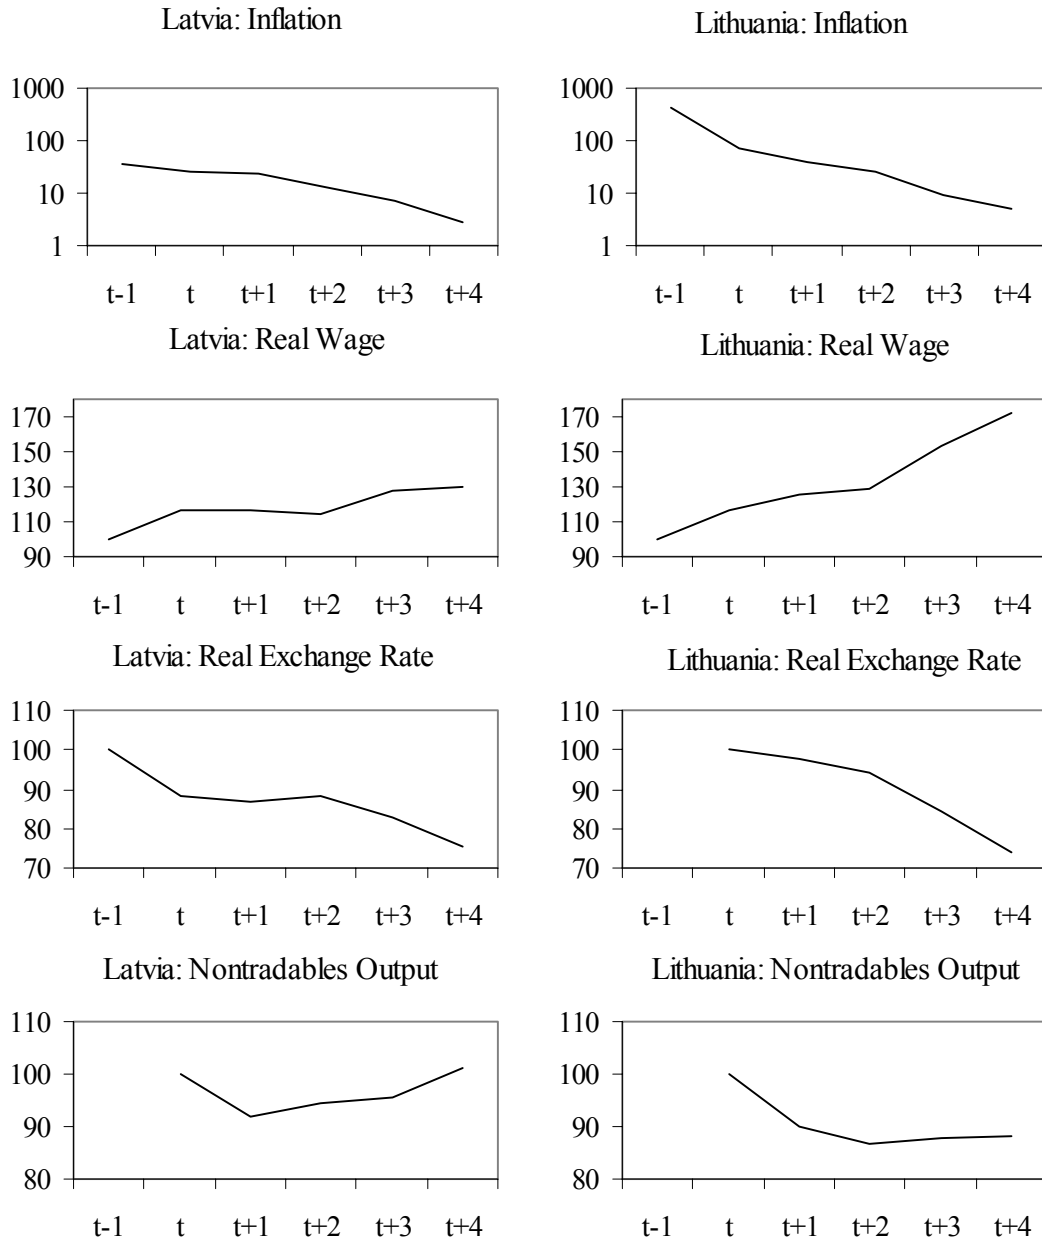 Latvia: Inflation
1000
100
10
1
t-1 t t+1 t+2 t+3 t+4
Lithuania: Inflation
1000
100
10
1
t-1 t t+1 t+2 t+3 t+4
Latvia: Real Wage
170
150
130
110
90
t-1 t t+1 t+2 t+3 t+4
Lithuania: Real Wage
170
150
130
110
90
t-1 t t+1 t+2 t+3 t+4
Latvia: Real Exchange Rate
110
100
90
80
70
t-1 t t+1 t+2 t+3 t+4
Lithuania: Real Exchange Rate
110
100
90
80
70
t-1 t t+1 t+2 t+3 t+4
Latvia: Nontradables Output
110
100
90
80
t-1 t t+1 t+2 t+3 t+4
Lithuania: Nontradables Output
110
100
90
80
t-1 t t+1 t+2 t+3 t+4